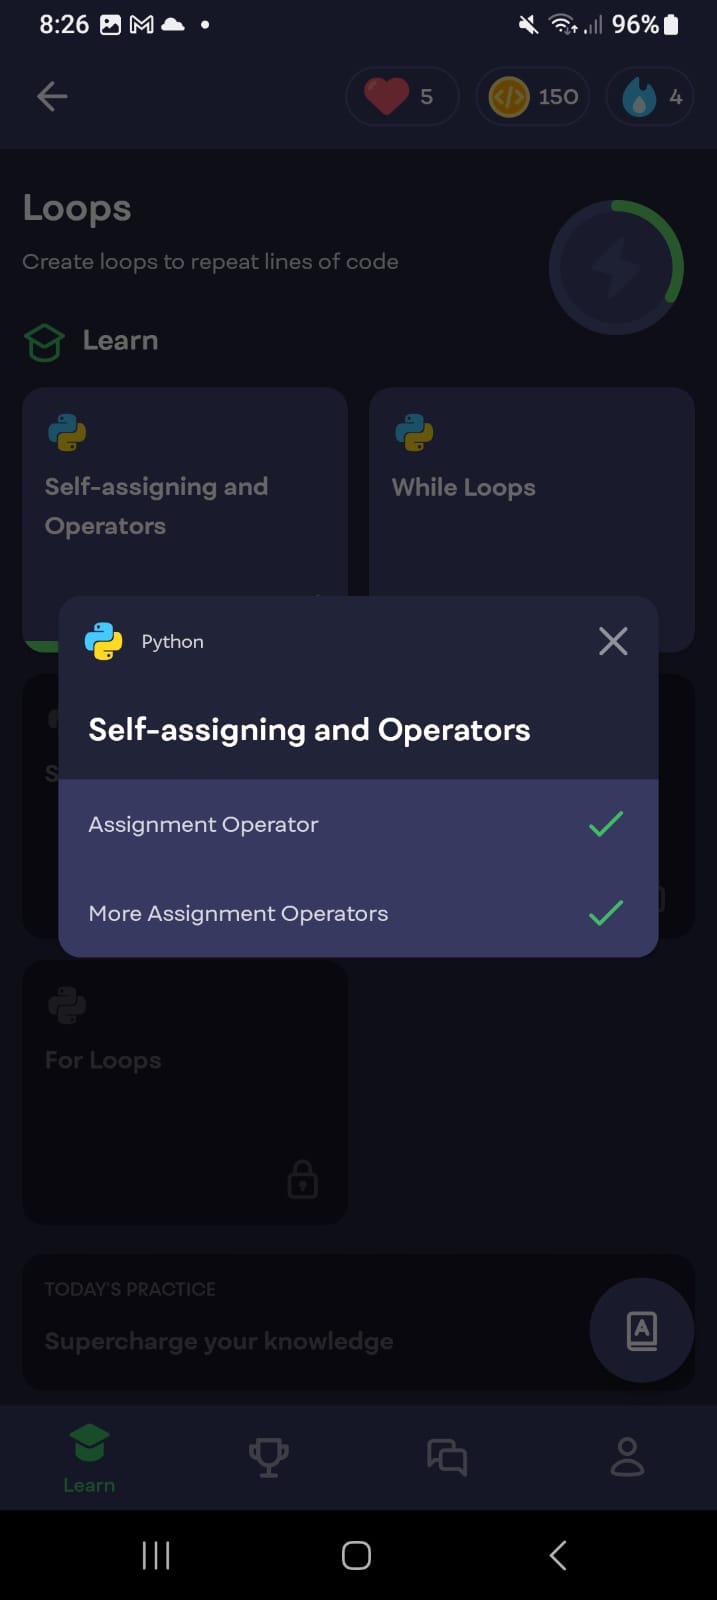 8:26
96%
5
150
4
Loops
Create loops to repeat lines of code
Learn
Self-assigning and
Operators
While Loops
Python
Self-assigning and Operators
Assignment Operator
More Assignment Operators
For Loops
TODAY'S PRACTICE
Supercharge your knowledge
Learn